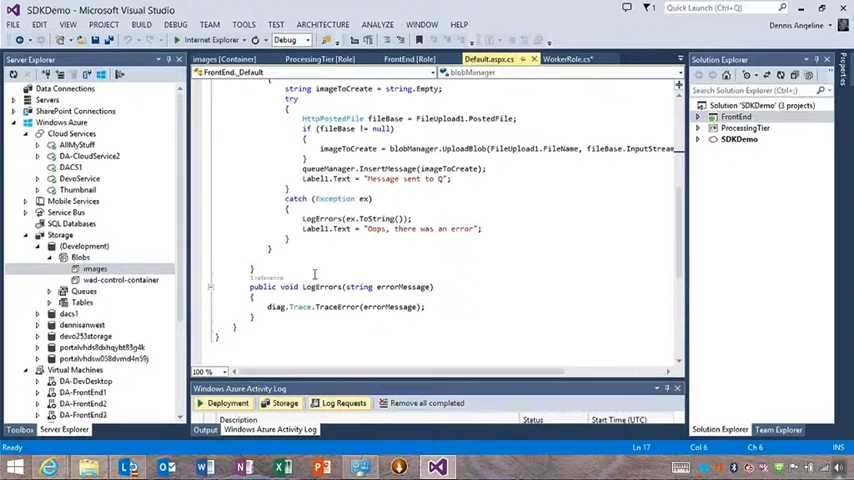 SDKDemo - Microsoft Visual Studio
Quick Launch (Ctrl+Q)
FILE EDIT VIEW PROJECT BUILD DEBUG TEAM TOOLS TEST ARCHITECTURE ANALYZE WINDOW HELP
Dennis Angeline
Internet Explorer
Debug
Server Explorer
Data Connections
Servers
SharePoint Connections
Windows Azure
Cloud Services
AllMyStuff
DA-CloudService2
DACS1
DevoService
Thumbnail
Mobile Services
Service Bus
SQL Databases
Storage
(Development)
Blobs
images
wad-control-container
Queues
Tables
dacs1
dennisanwest
devo253storage
portalvhds
portalvhds
Virtual Machines
DA-DevDesktop
DA-FrontEnd1
DA-FrontEnd2
DA-FrontEnd3
Toolbox Server Explorer
images [Container] ProcessingTier [Role] FrontEnd [Role] Default.aspx.cs WorkerRole.cs*
FrontEnd._Default
blobManager
string imageToCreate = string.Empty;
try
{
HttpPostedFile fileBase = FileUpload1.PostedFile;
if (fileBase != null)
{
imageToCreate = blobManager.UploadBlob(FileUpload1.FileName, fileBase.InputStream
}
queueManager.InsertMessage(imageToCreate);
Label1.Text = "Message sent to Q";
}
catch (Exception ex)
{
LogErrors(ex.ToString());
Label1.Text = "Oops, there was an error";
}
}
}
1 reference
public void LogErrors(string errorMessage)
{
diag.Trace.TraceError(errorMessage);
}
}
}
100 %
Windows Azure Activity Log
Deployment Storage Log Requests Remove all completed
Description Status Start Time (UTC)
Output Windows Azure Activity Log
Solution Explorer
Search Solution Explorer (Ctrl+;)
Solution 'SDKDemo' (3 projects)
FrontEnd
ProcessingTier
SDKDemo
Solution Explorer Team Explorer
Properties
Ready
Ln 17 Col 6 Ch 6 INS